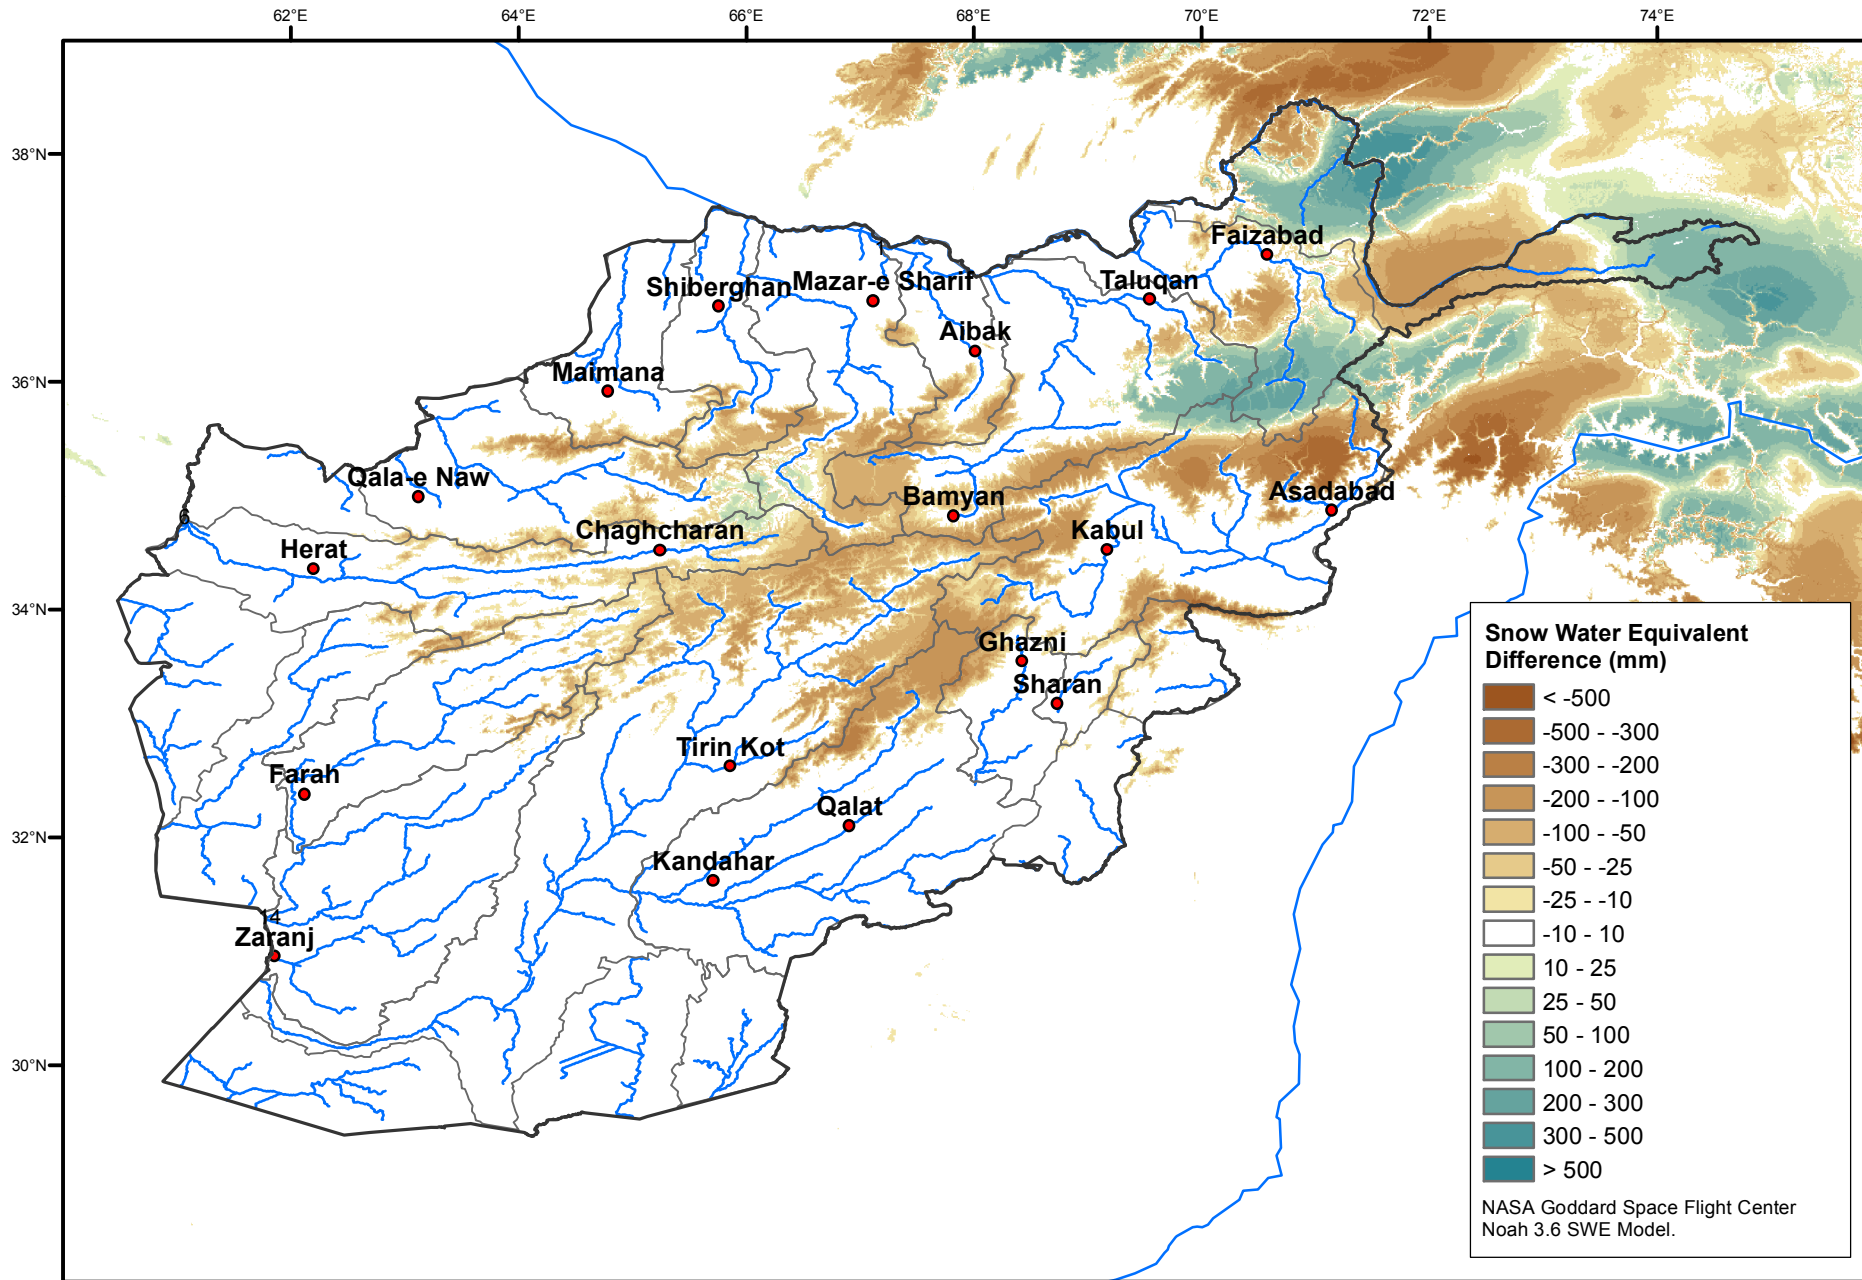 62°E 64°E 66°E 68°E 70°E 72°E 74°E
38°N
36°N
34°N
32°N
30°N
Faizabad
Shiberghan
Mazar-e Sharif
Taluqan
1
Aibak
Maimana
Qala-e Naw
Bamyan
Asadabad
6
Chaghcharan
Kabul
Herat
Ghazni
Sharan
Tirin Kot
Farah
Qalat
Kandahar
14
Zaranj
Snow Water Equivalent
Difference (mm)
< -500
-500 - -300
-300 - -200
-200 - -100
-100 - -50
-50 - -25
-25 - -10
-10 - 10
10 - 25
25 - 50
50 - 100
100 - 200
200 - 300
300 - 500
> 500
NASA Goddard Space Flight Center
Noah 3.6 SWE Model.